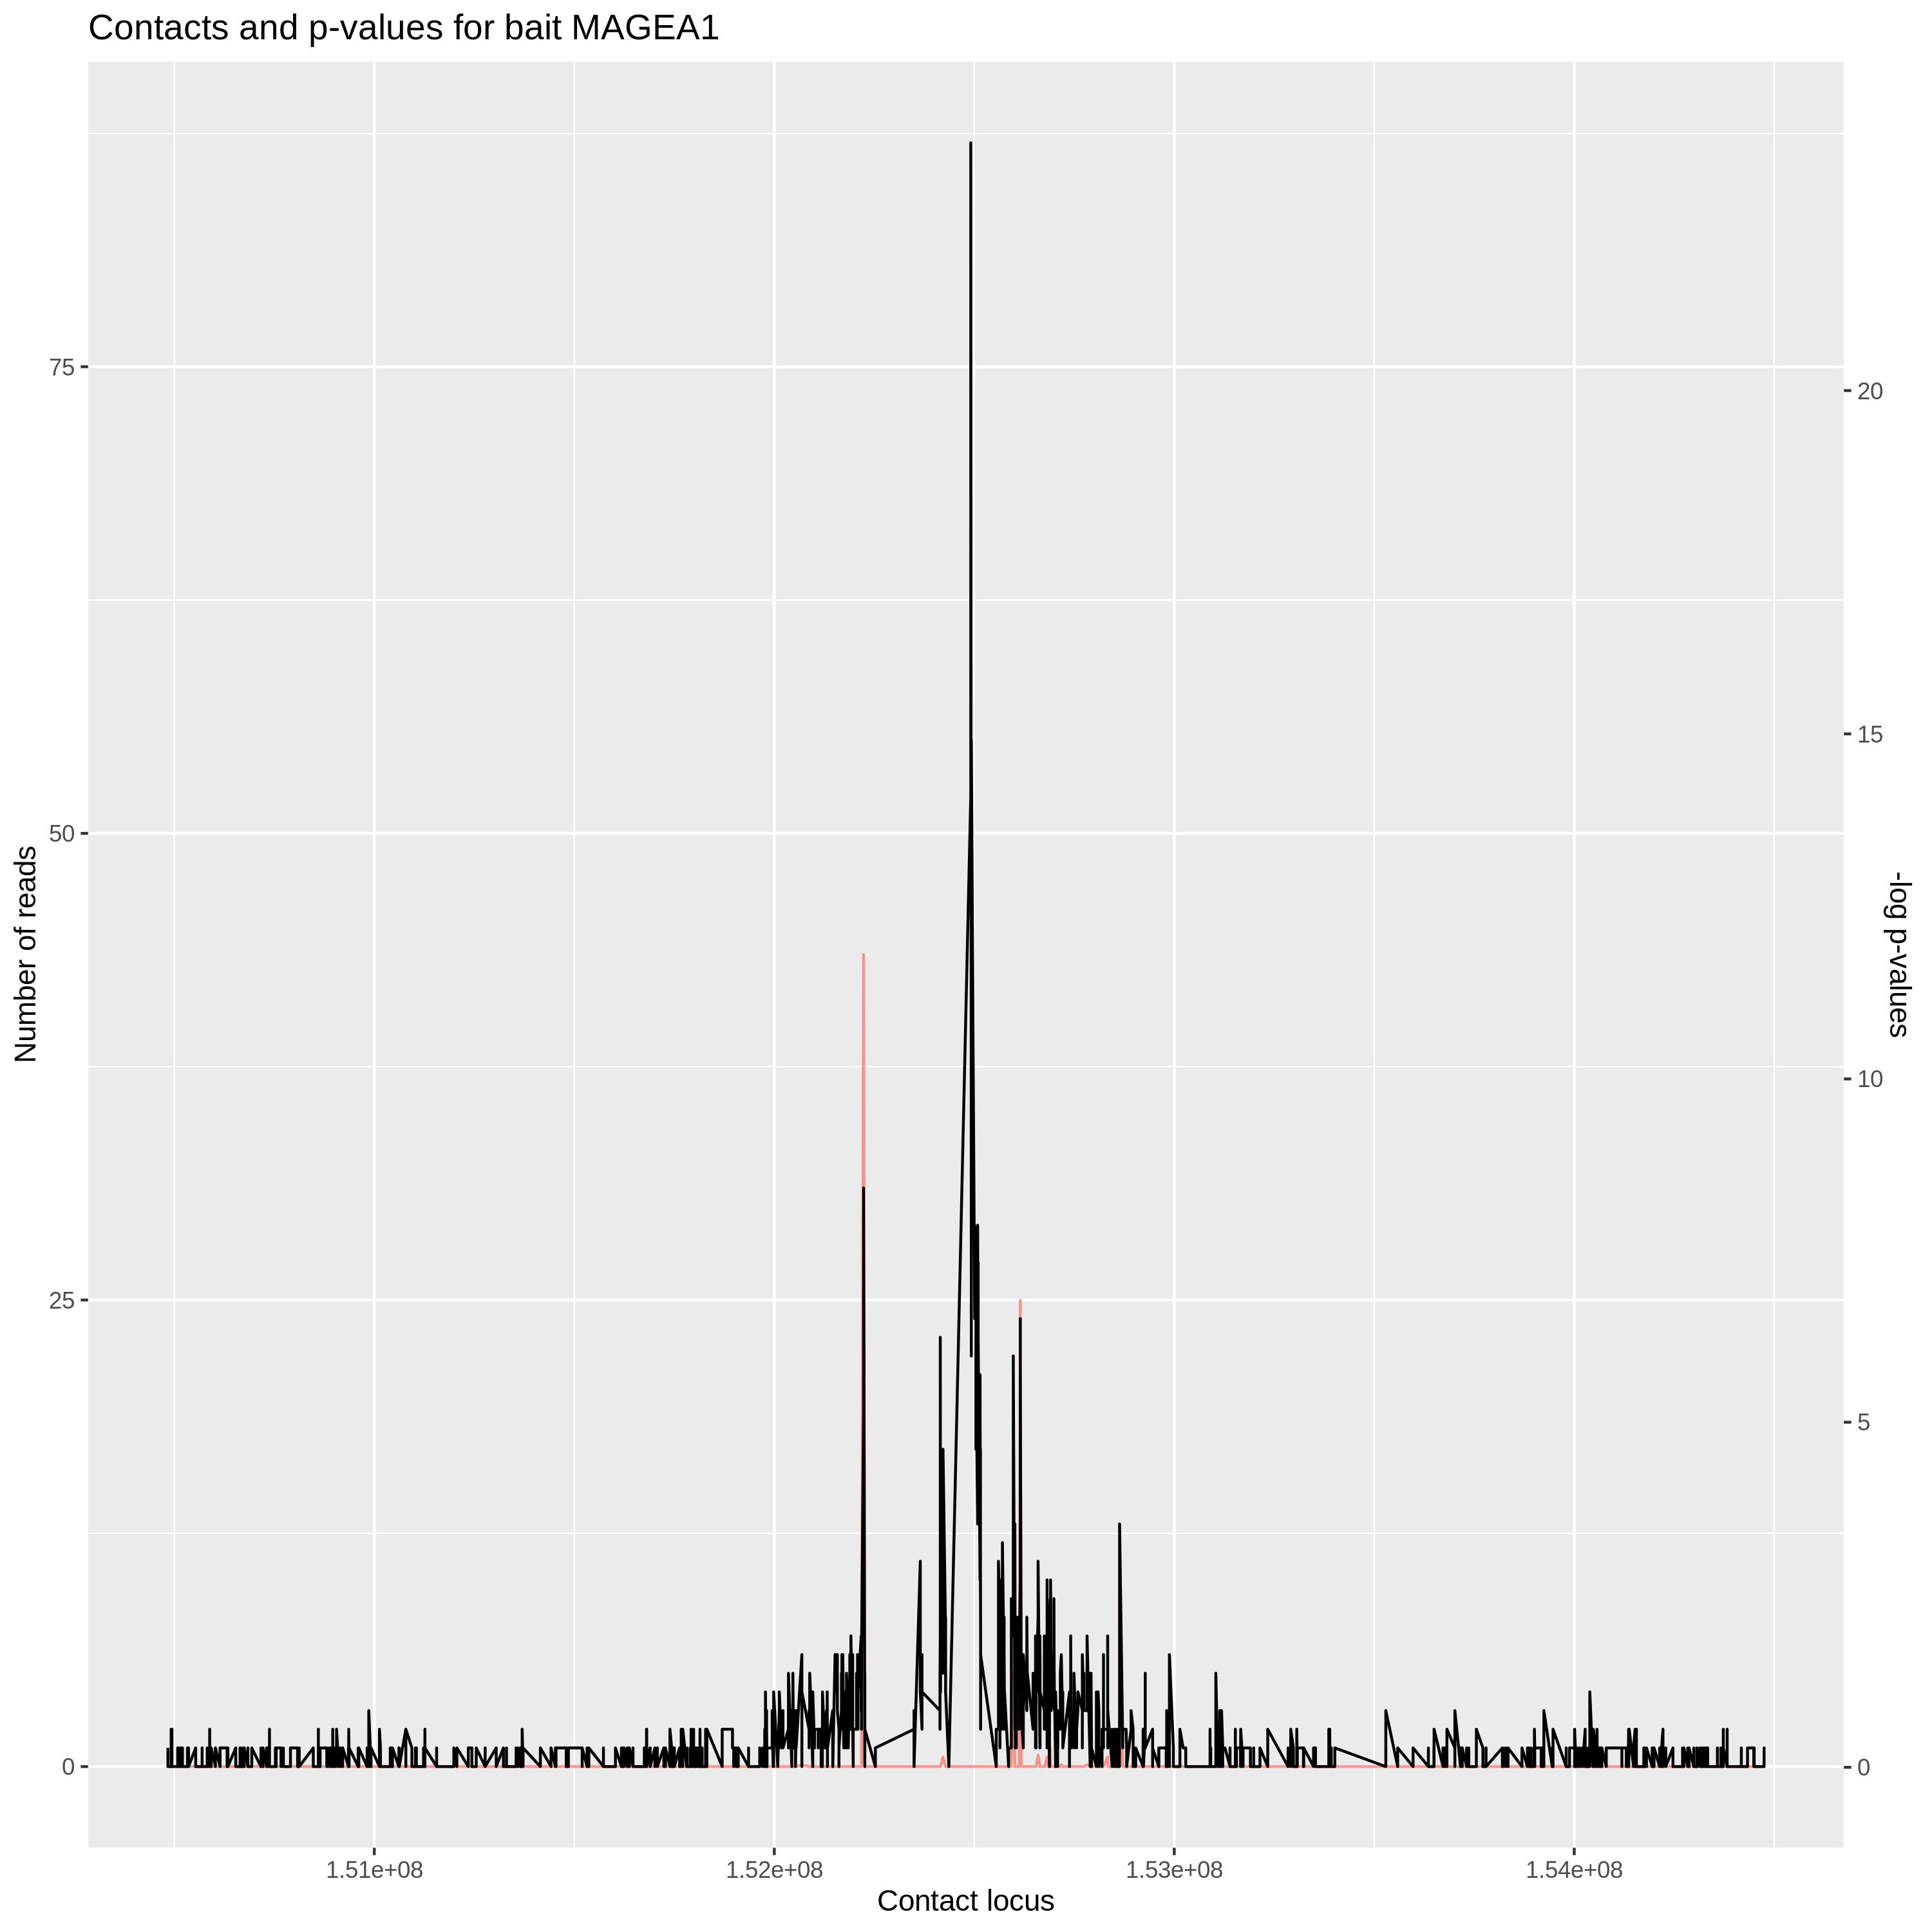 Contacts and p-values for bait MAGEA1
75
50
25
0
Number of reads
20
15
10
5
0
-log p-values
1.51e+08
1.52e+08
1.53e+08
1.54e+08
Contact locus